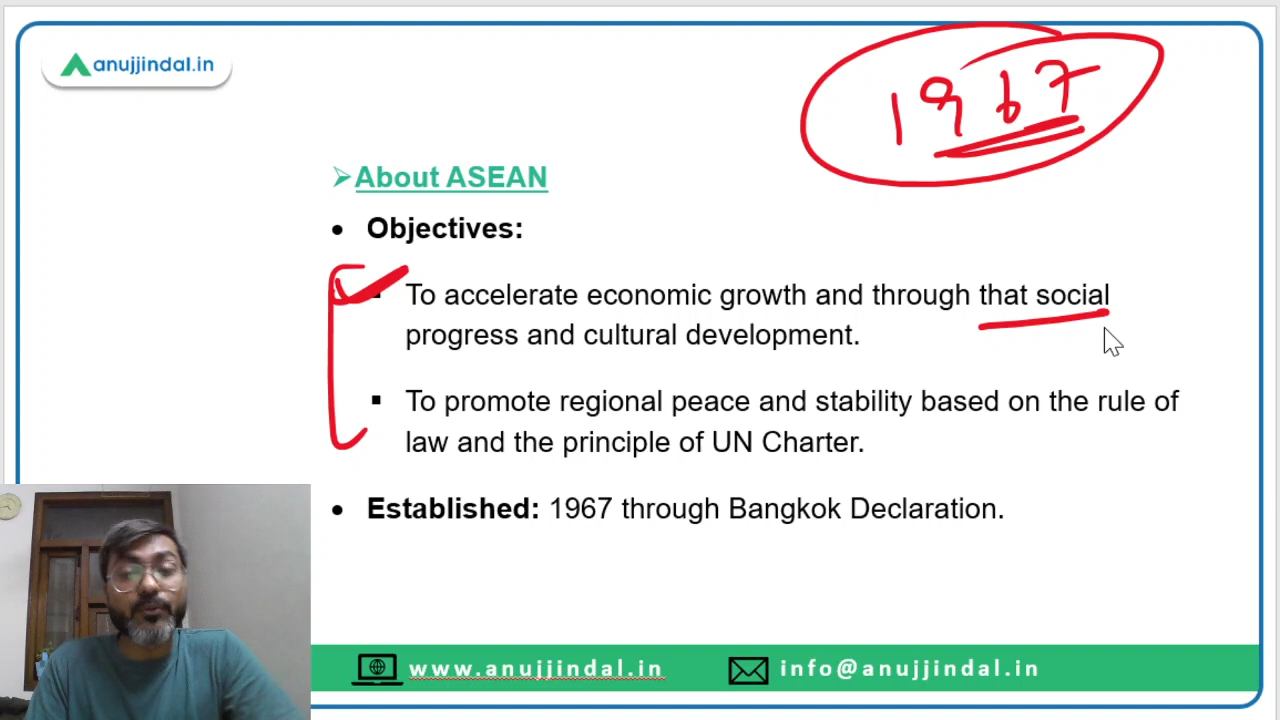 anujjindal.in
1967
➢About ASEAN
• Objectives:
▪ To accelerate economic growth and through that social
progress and cultural development.
▪ To promote regional peace and stability based on the rule of
law and the principle of UN Charter.
• Established: 1967 through Bangkok Declaration.
www.anujjindal.in info@anujjindal.in